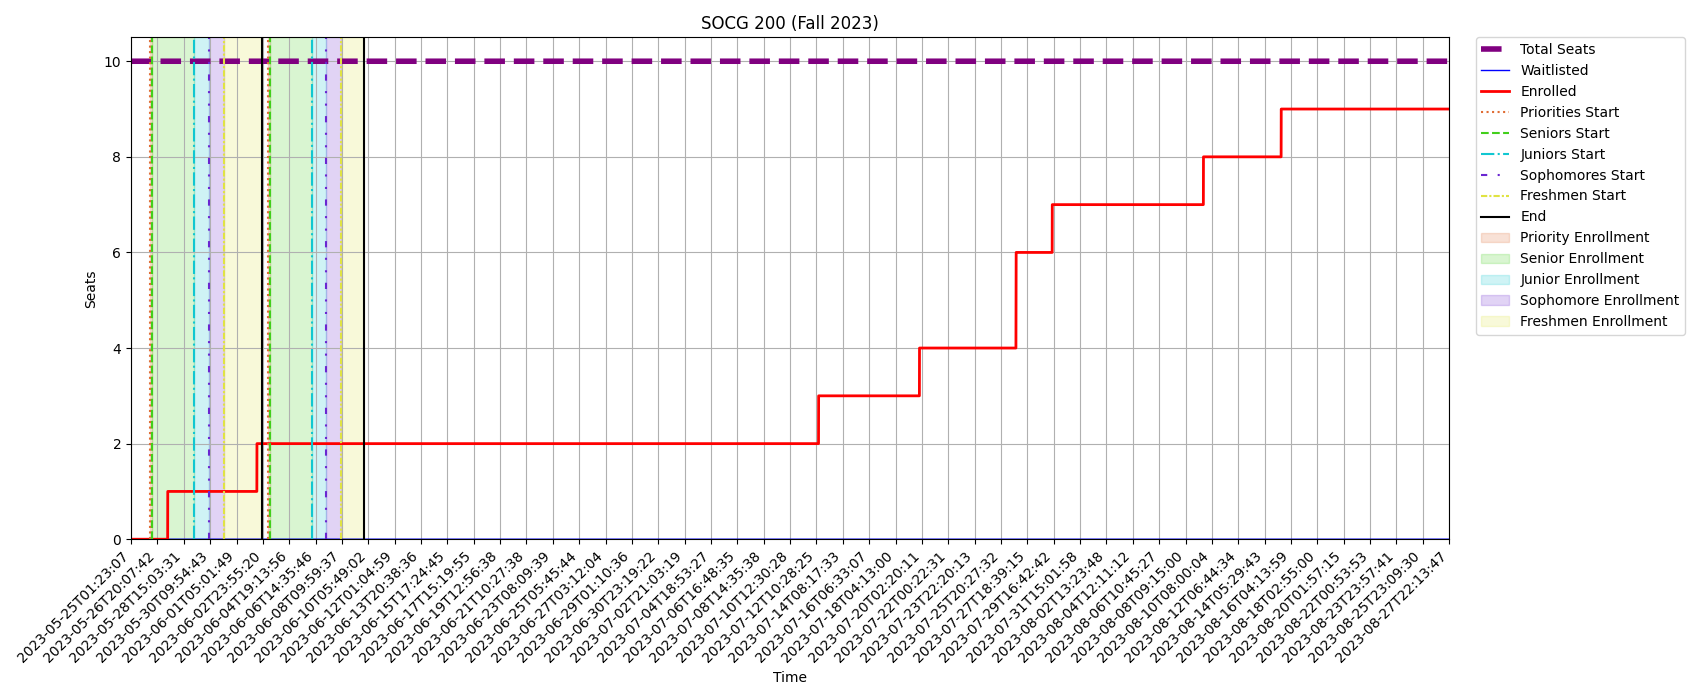 SOCG 200 (Fall 2023)
Seats
10
8
6
4
2
0
2023-05-25T01:23:07
2023-05-26T20:07:42
2023-05-28T15:03:31
2023-05-30T09:54:43
2023-06-01T05:01:49
2023-06-02T23:55:20
2023-06-04T19:13:56
2023-06-06T14:35:46
2023-06-08T09:59:37
2023-06-10T05:49:02
2023-06-12T01:04:59
2023-06-13T20:38:36
2023-06-15T17:24:45
2023-06-17T15:19:55
2023-06-19T12:56:38
2023-06-21T10:27:38
2023-06-23T08:09:39
2023-06-25T05:45:44
2023-06-27T03:12:04
2023-06-29T01:10:36
2023-06-30T23:19:22
2023-07-02T21:03:19
2023-07-04T18:53:27
2023-07-06T16:48:35
2023-07-08T14:35:38
2023-07-10T12:30:28
2023-07-12T10:28:25
2023-07-14T08:17:33
2023-07-16T06:33:07
2023-07-18T04:13:00
2023-07-20T02:20:11
2023-07-22T00:22:31
2023-07-23T22:20:13
2023-07-25T20:27:32
2023-07-27T18:39:15
2023-07-29T16:42:42
2023-07-31T15:01:58
2023-08-02T13:23:48
2023-08-04T12:11:12
2023-08-06T10:45:27
2023-08-08T09:15:00
2023-08-10T08:00:04
2023-08-12T06:44:34
2023-08-14T05:29:43
2023-08-16T04:13:59
2023-08-18T02:55:00
2023-08-20T01:57:15
2023-08-22T00:53:53
2023-08-23T23:57:41
2023-08-25T23:09:30
2023-08-27T22:13:47
Time
Total Seats
Waitlisted
Enrolled
Priorities Start
Seniors Start
Juniors Start
Sophomores Start
Freshmen Start
End
Priority Enrollment
Senior Enrollment
Junior Enrollment
Sophomore Enrollment
Freshmen Enrollment